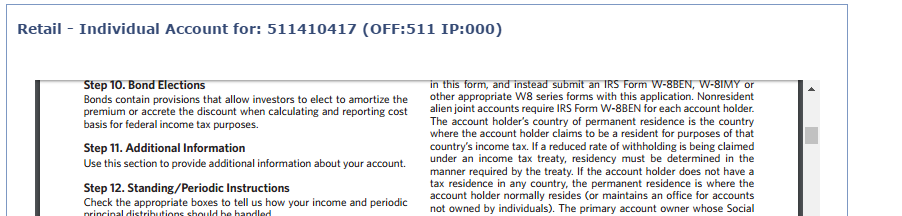 Retail - Individual Account for: 511410417 (OFF:511 IP:000)
Step 10. Bond Elections
Bonds contain provisions that allow investors to elect to amortize the
premium or accrete the discount when calculating and reporting cost
basis for federal income tax purposes.
Step 11. Additional Information
Use this section to provide additional information about your account.
Step 12. Standing/Periodic Instructions
Check the appropriate boxes to tell us how your income and periodic
principal distributions should be handled
in this form, and instead submit an IRS Form W-8BEN, W-8IMY or
other appropriate W8 series forms with this application. Nonresident
alien joint accounts require IRS Form W-8BEN for each account holder.
The account holder's country of permanent residence is the country
where the account holder claims to be a resident for purposes of that
country's income tax. If a reduced rate of withholding is being claimed
under an income tax treaty, residency must be determined in the
manner required by the treaty. If the account holder does not have a
tax residence in any country, the permanent residence is where the
account holder normally resides (or maintains an office for accounts
not owned by individuals). The primary account owner whose Social